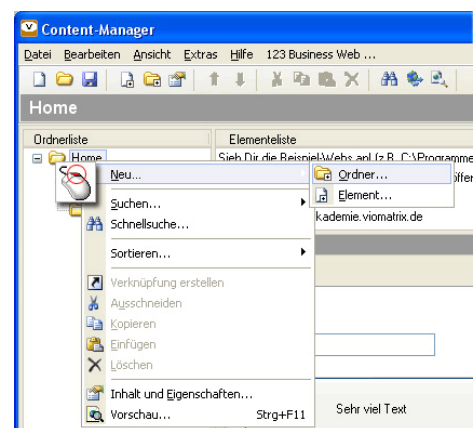 Content-Manager
Datei Bearbeiten Ansicht Extras Hilfe 123 Business Web ...
Home
Ordnerliste Elementeliste
Home Sieh Dir die Beispiel-Webs an! (z.B. C:\Programme
Neu... Ordner...
Element...
Suchen... kademie.viomatrix.de
Schnellsuche...
Sortieren...
Verknüpfung erstellen
Ausschneiden
Kopieren
Einfügen
Löschen
Inhalt und Eigenschaften...
Vorschau... Strg+F11 Sehr viel Text